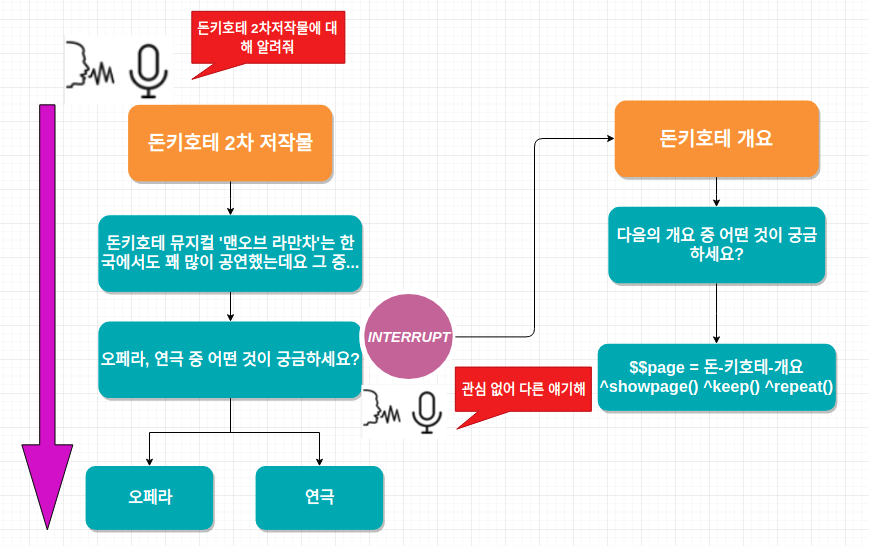 돈키호테 2차저작물에 대
해 알려줘
돈키호테 2차 저작물
돈키호테 뮤지컬 '맨오브 라만차'는 한
국에서도 꽤 많이 공연했는데요 그 중...
오페라, 연극 중 어떤 것이 궁금하세요?
INTERRUPT
관심 없어 다른 얘기해
오페라
연극
돈키호테 개요
다음의 개요 중 어떤 것이 궁금
하세요?
$$page = 돈-키호테-개요
^showpage() ^keep() ^repeat()